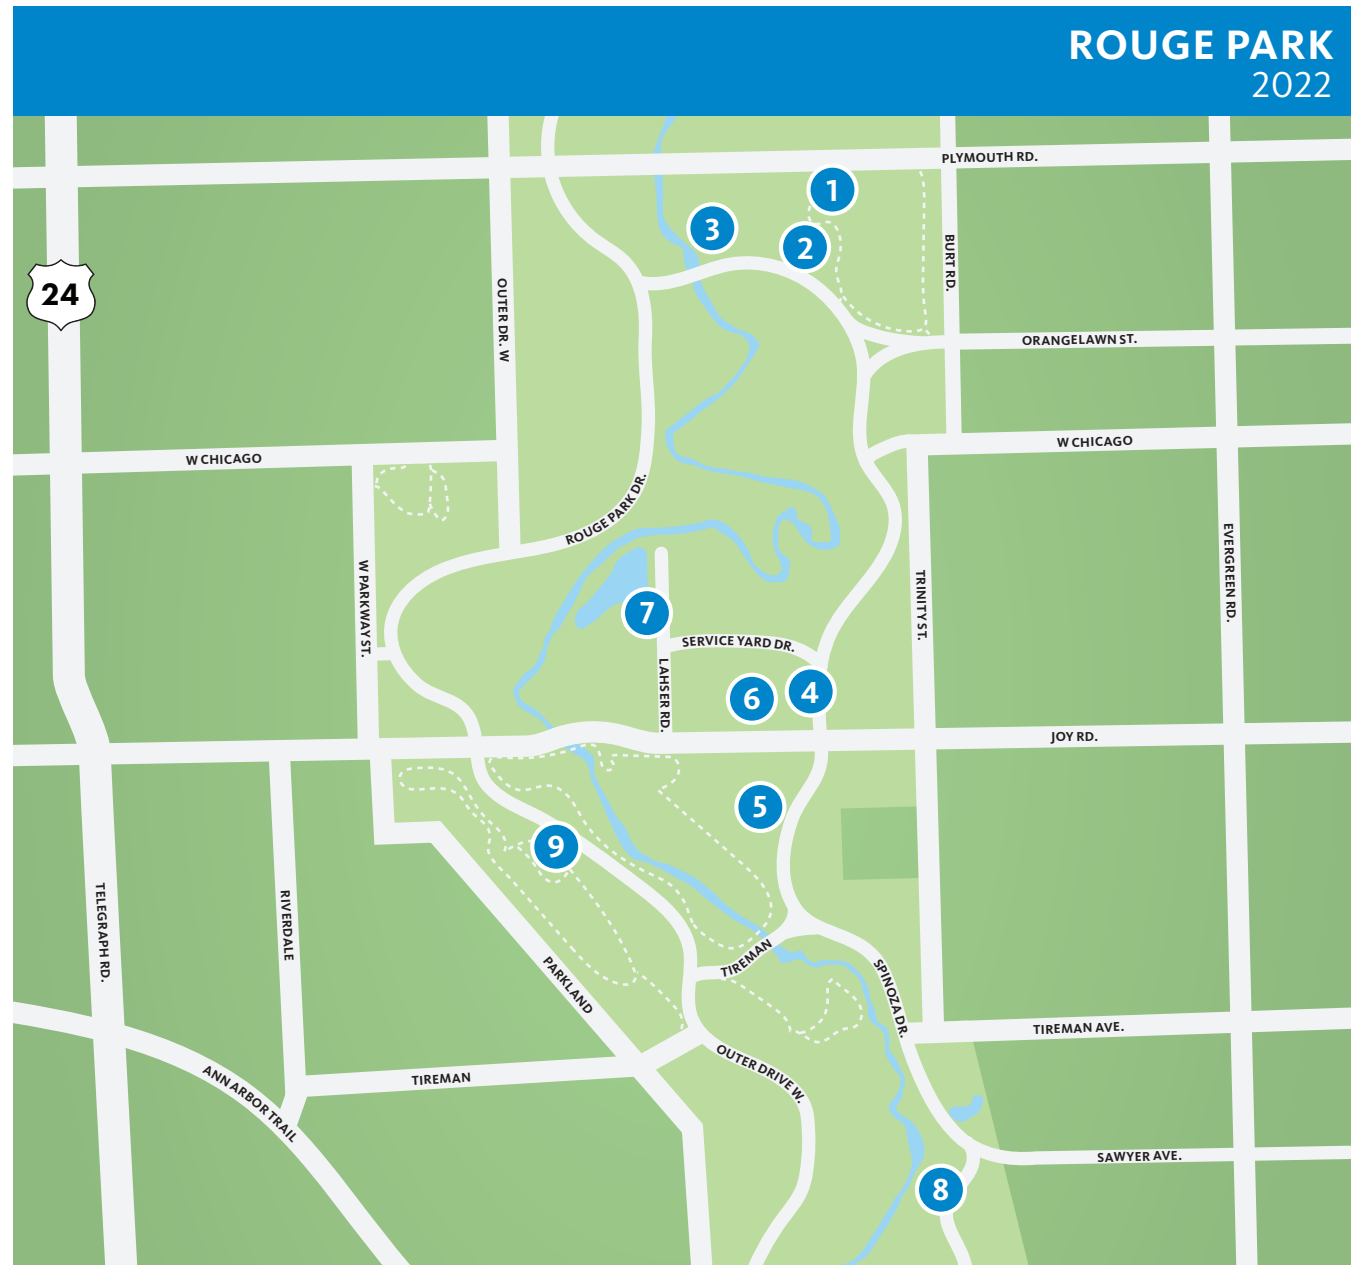 ROUGE PARK
2022
PLYMOUTH RD.
1
3
2
BURT RD.
24
OUTER DR. W
ORANGELAWN ST.
W CHICAGO
W CHICAGO
ROUGE PARK DR.
EVERGREEN RD.
W PARKWAY ST.
TRINITY ST.
7
SERVICE YARD DR.
LAHSER RD.
6
4
JOY RD.
5
9
TELEGRAPH RD.
RIVERDALE
TIREMAN
PARKLAND
SPINOZA DR.
TIREMAN AVE.
OUTER DRIVE W.
TIREMAN
ANN ARBOR TRAIL
SAWYER AVE.
8